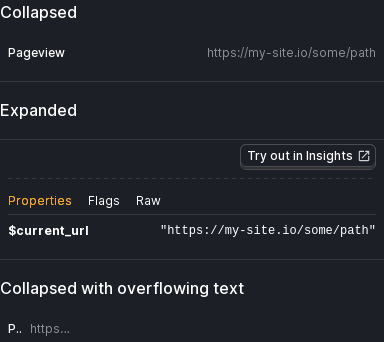 Collapsed
Pageview https://my-site.io/some/path
Expanded
Try out in Insights
Properties Flags Raw
$current_url "https://my-site.io/some/path"
Collapsed with overflowing text
P.. https...